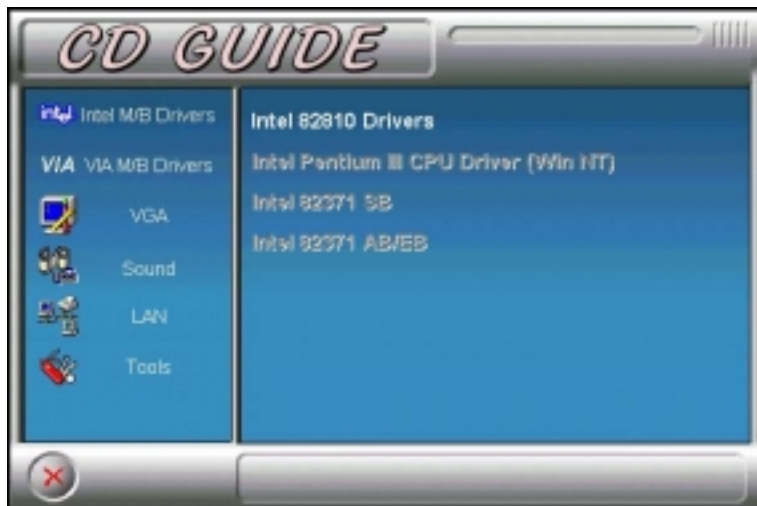 CD GUIDE
intel Intel M/B Drivers
VIA VIA M/B Drivers
VGA
Sound
LAN
Tools
Intel 82810 Drivers
Intel Pentium III CPU Driver (Win NT)
Intel 82371 SB
Intel 82371 AB/EB